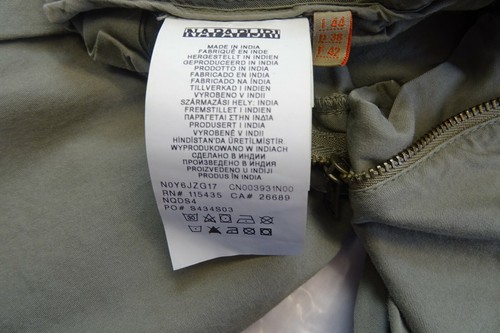 NAPAPIJRI
MADE IN INDIA
FABRIQUÉ EN INDE
HERGESTELLT IN INDIEN
GEPRODUCEERD IN INDIA
PRODOTTO IN INDIA
FABRICADO EN INDIA
FABRICADO NA INDIA
TILLVERKAD I INDIEN
VYROBENO V INDII
SZÁRMAZÁSI HELY: INDIA
FREMSTILLET I INDIEN
ΠΑΡΑΓΕΤΑΙ ΣΤΗΝ ΙΝΔΙΑ
PRODUSERT I INDIA
VYROBENÉ V INDII
HİNDİSTAN'DA ÜRETİLMİŞTİR
WYPRODUKOWANO W INDIACH
СДЕЛАНО В ИНДИИ
ПРОИЗВЕДЕНО В ИНДИЯ
PROIZVEDENO U INDIJI
PRODUS ÎN INDIA
N0Y6JZG17 CN003931N00
RN# 115435 CA# 26689
NQDS4
PO# S434S03
I 44
D 38
F 42